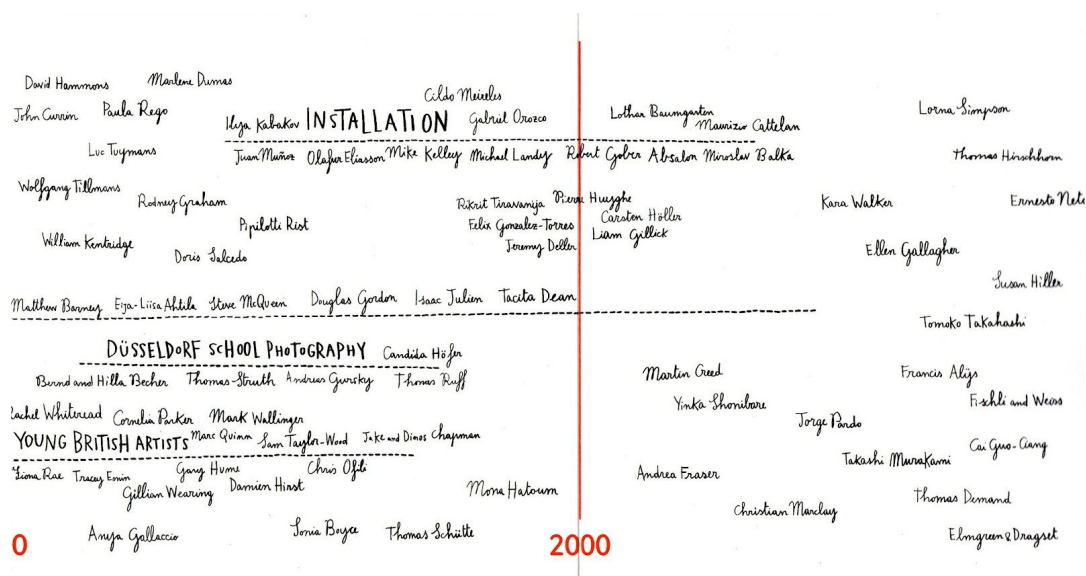 David Hammons Marlene Dumas
Cildo Meireles
John Currin Paula Rego Ilya Kabakov INSTALLATION Gabriel Orozco Lothar Baumgarten Maurizio Cattelan Lorna Simpson
Luc Tuymans Juan Muñoz Olafur Eliasson Mike Kelley Michael Landy Robert Gober Absalon Miroslav Balka Thomas Hirschhorn
Wolfgang Tillmans Rodney Graham Rikrit Tiravanija Pierre Huyghe Kara Walker Ernesto Neto
Pipilotti Rist Felix Gonzalez-Torres Carsten Höller
William Kentridge Doris Salcedo Jeremy Deller Liam Gillick Ellen Gallagher
Susan Hiller
Matthew Barney Eija-Liisa Ahtila Steve McQueen Douglas Gordon Isaac Julien Tacita Dean
Tomoko Takahashi
DÜSSELDORF SCHOOL PHOTOGRAPHY Candida Höfer
Bernd and Hilla Becher Thomas Struth Andreas Gursky Thomas Ruff Martin Creed Francis Alÿs
Rachel Whiteread Cornelia Parker Mark Wallinger Yinka Shonibare Jorge Pardo Fischli and Weiss
YOUNG BRITISH ARTISTS Marc Quinn Sam Taylor-Wood Jake and Dinos Chapman Cai Guo-Qiang
Takashi Murakami
Fiona Rae Tracey Emin Gary Hume Chris Ofili Andrea Fraser
Gillian Wearing Damien Hirst Mona Hatoum Thomas Demand
Christian Marclay
Anya Gallaccio Sonia Boyce Thomas Schütte Elmgreen & Dragset
0 2000